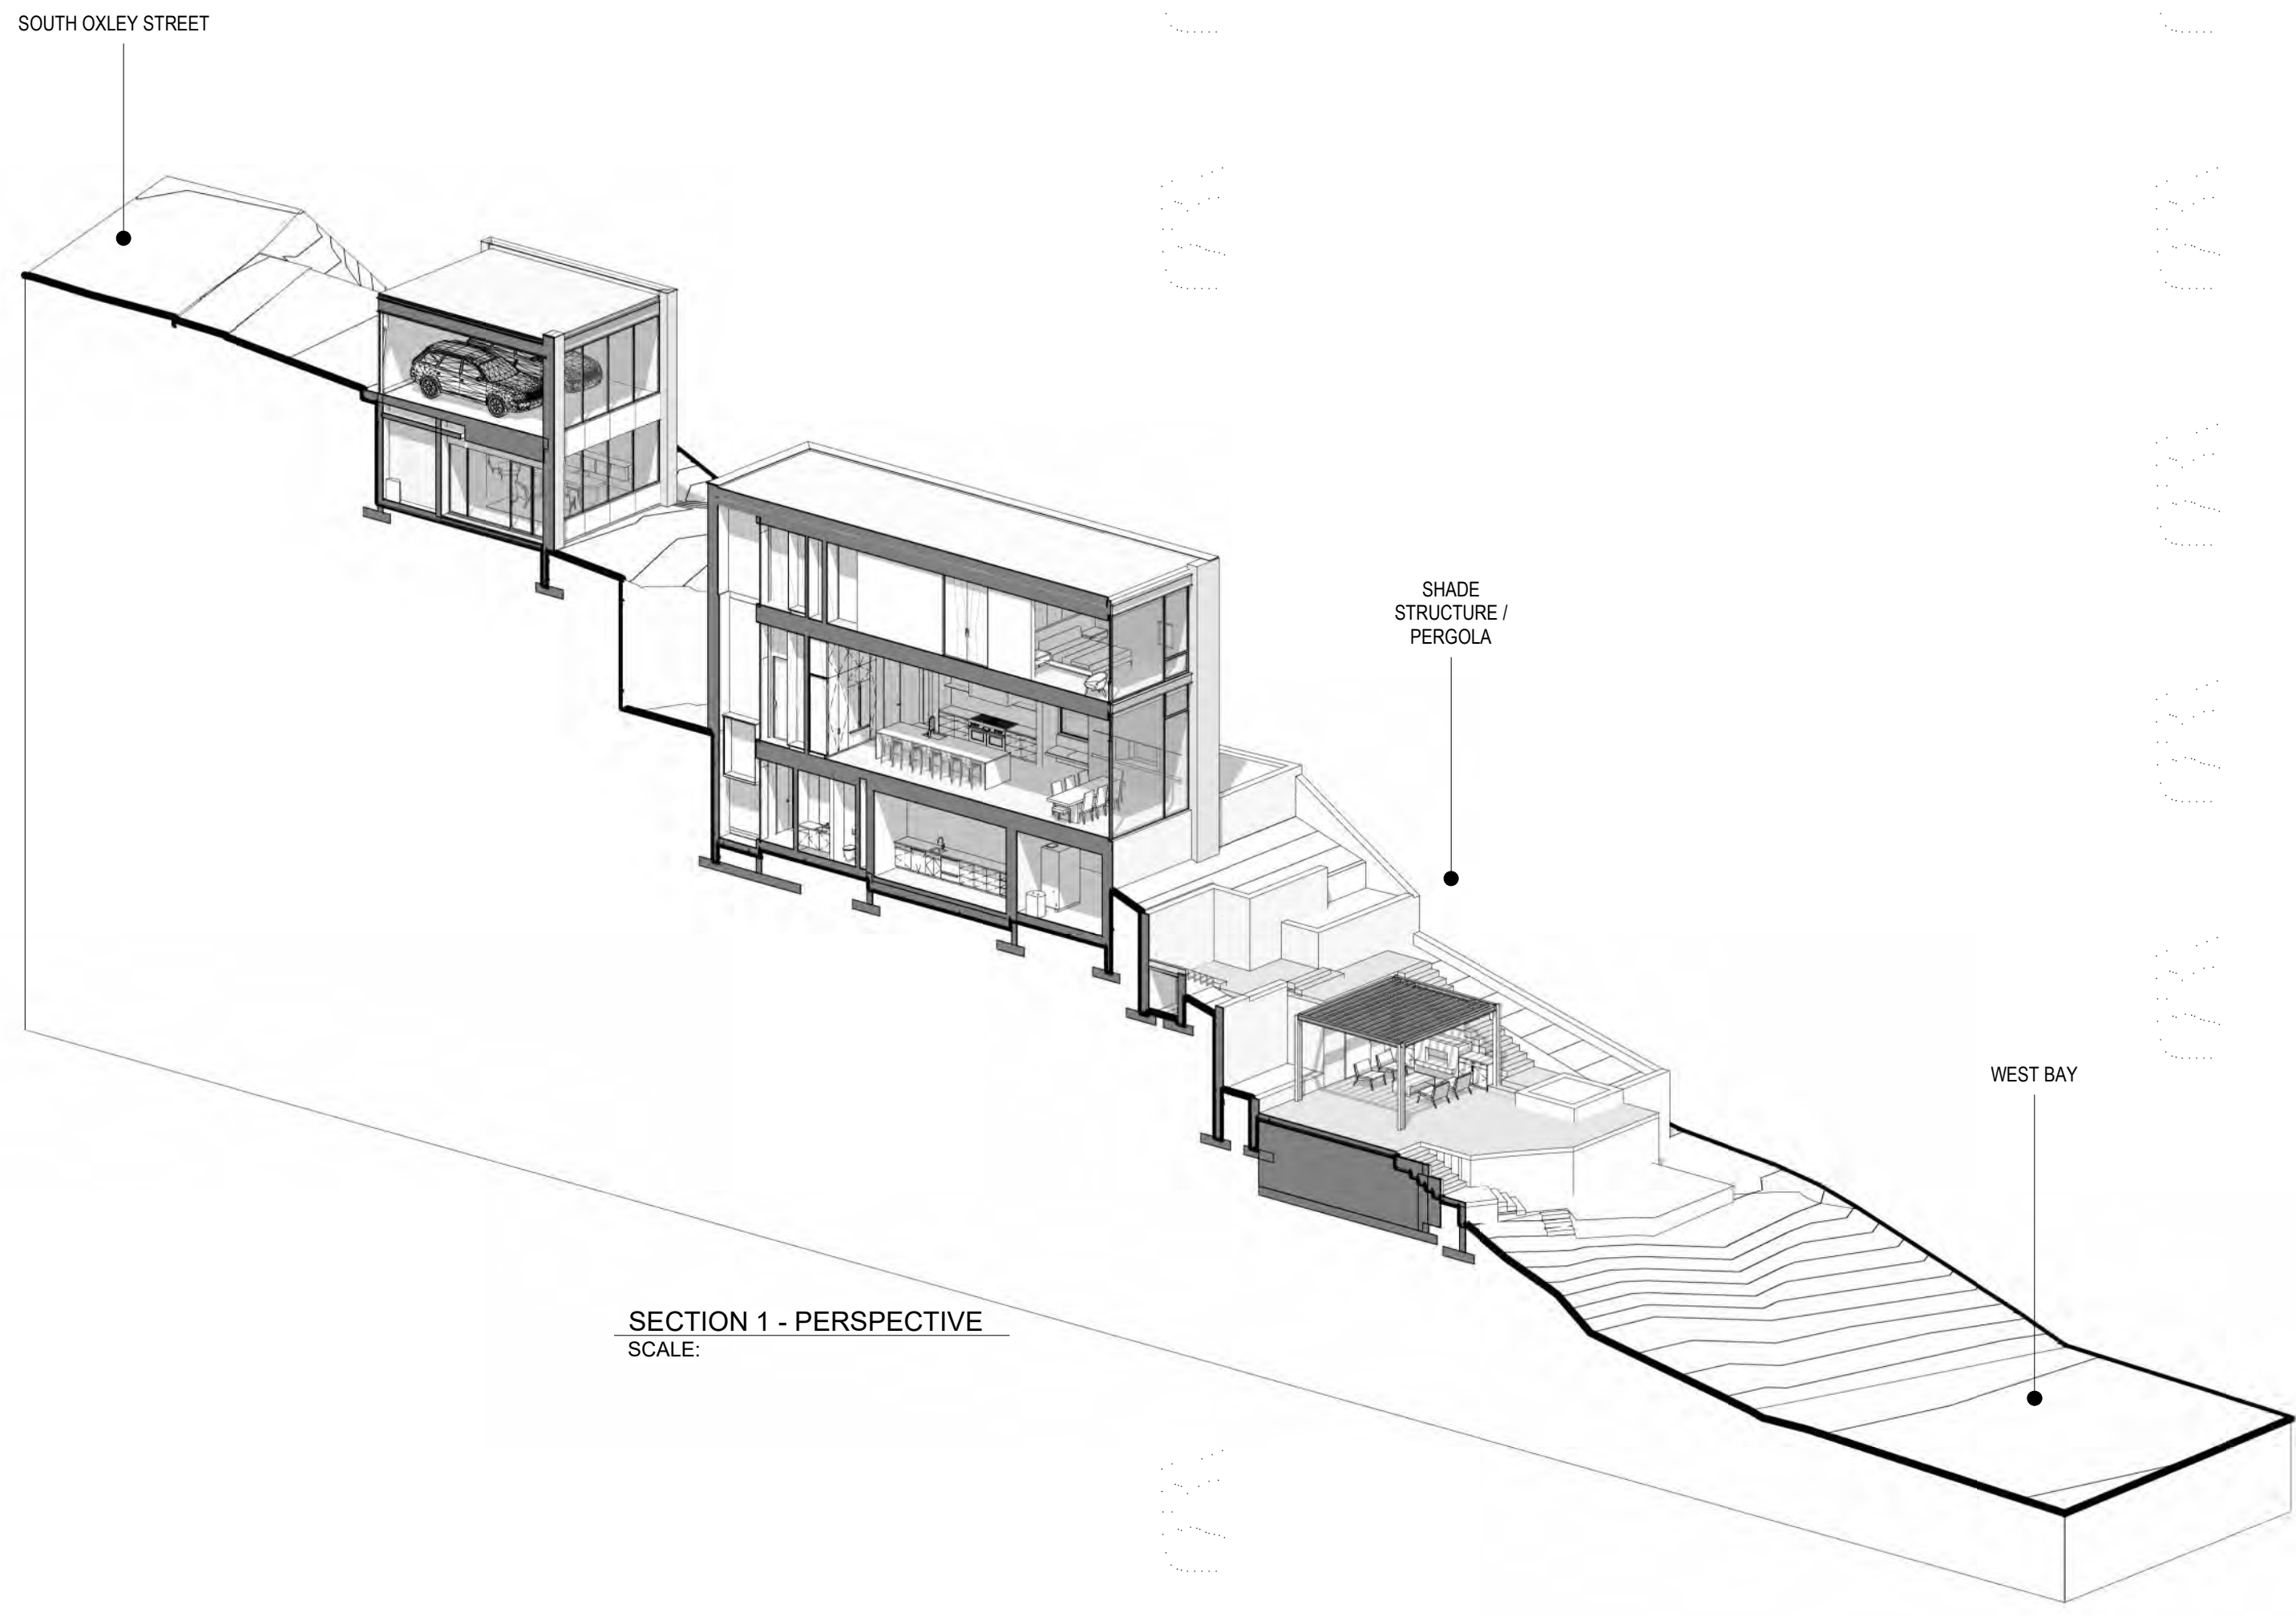 SOUTH OXLEY STREET
SHADE
STRUCTURE /
PERGOLA
WEST BAY
SECTION 1 - PERSPECTIVE
SCALE: